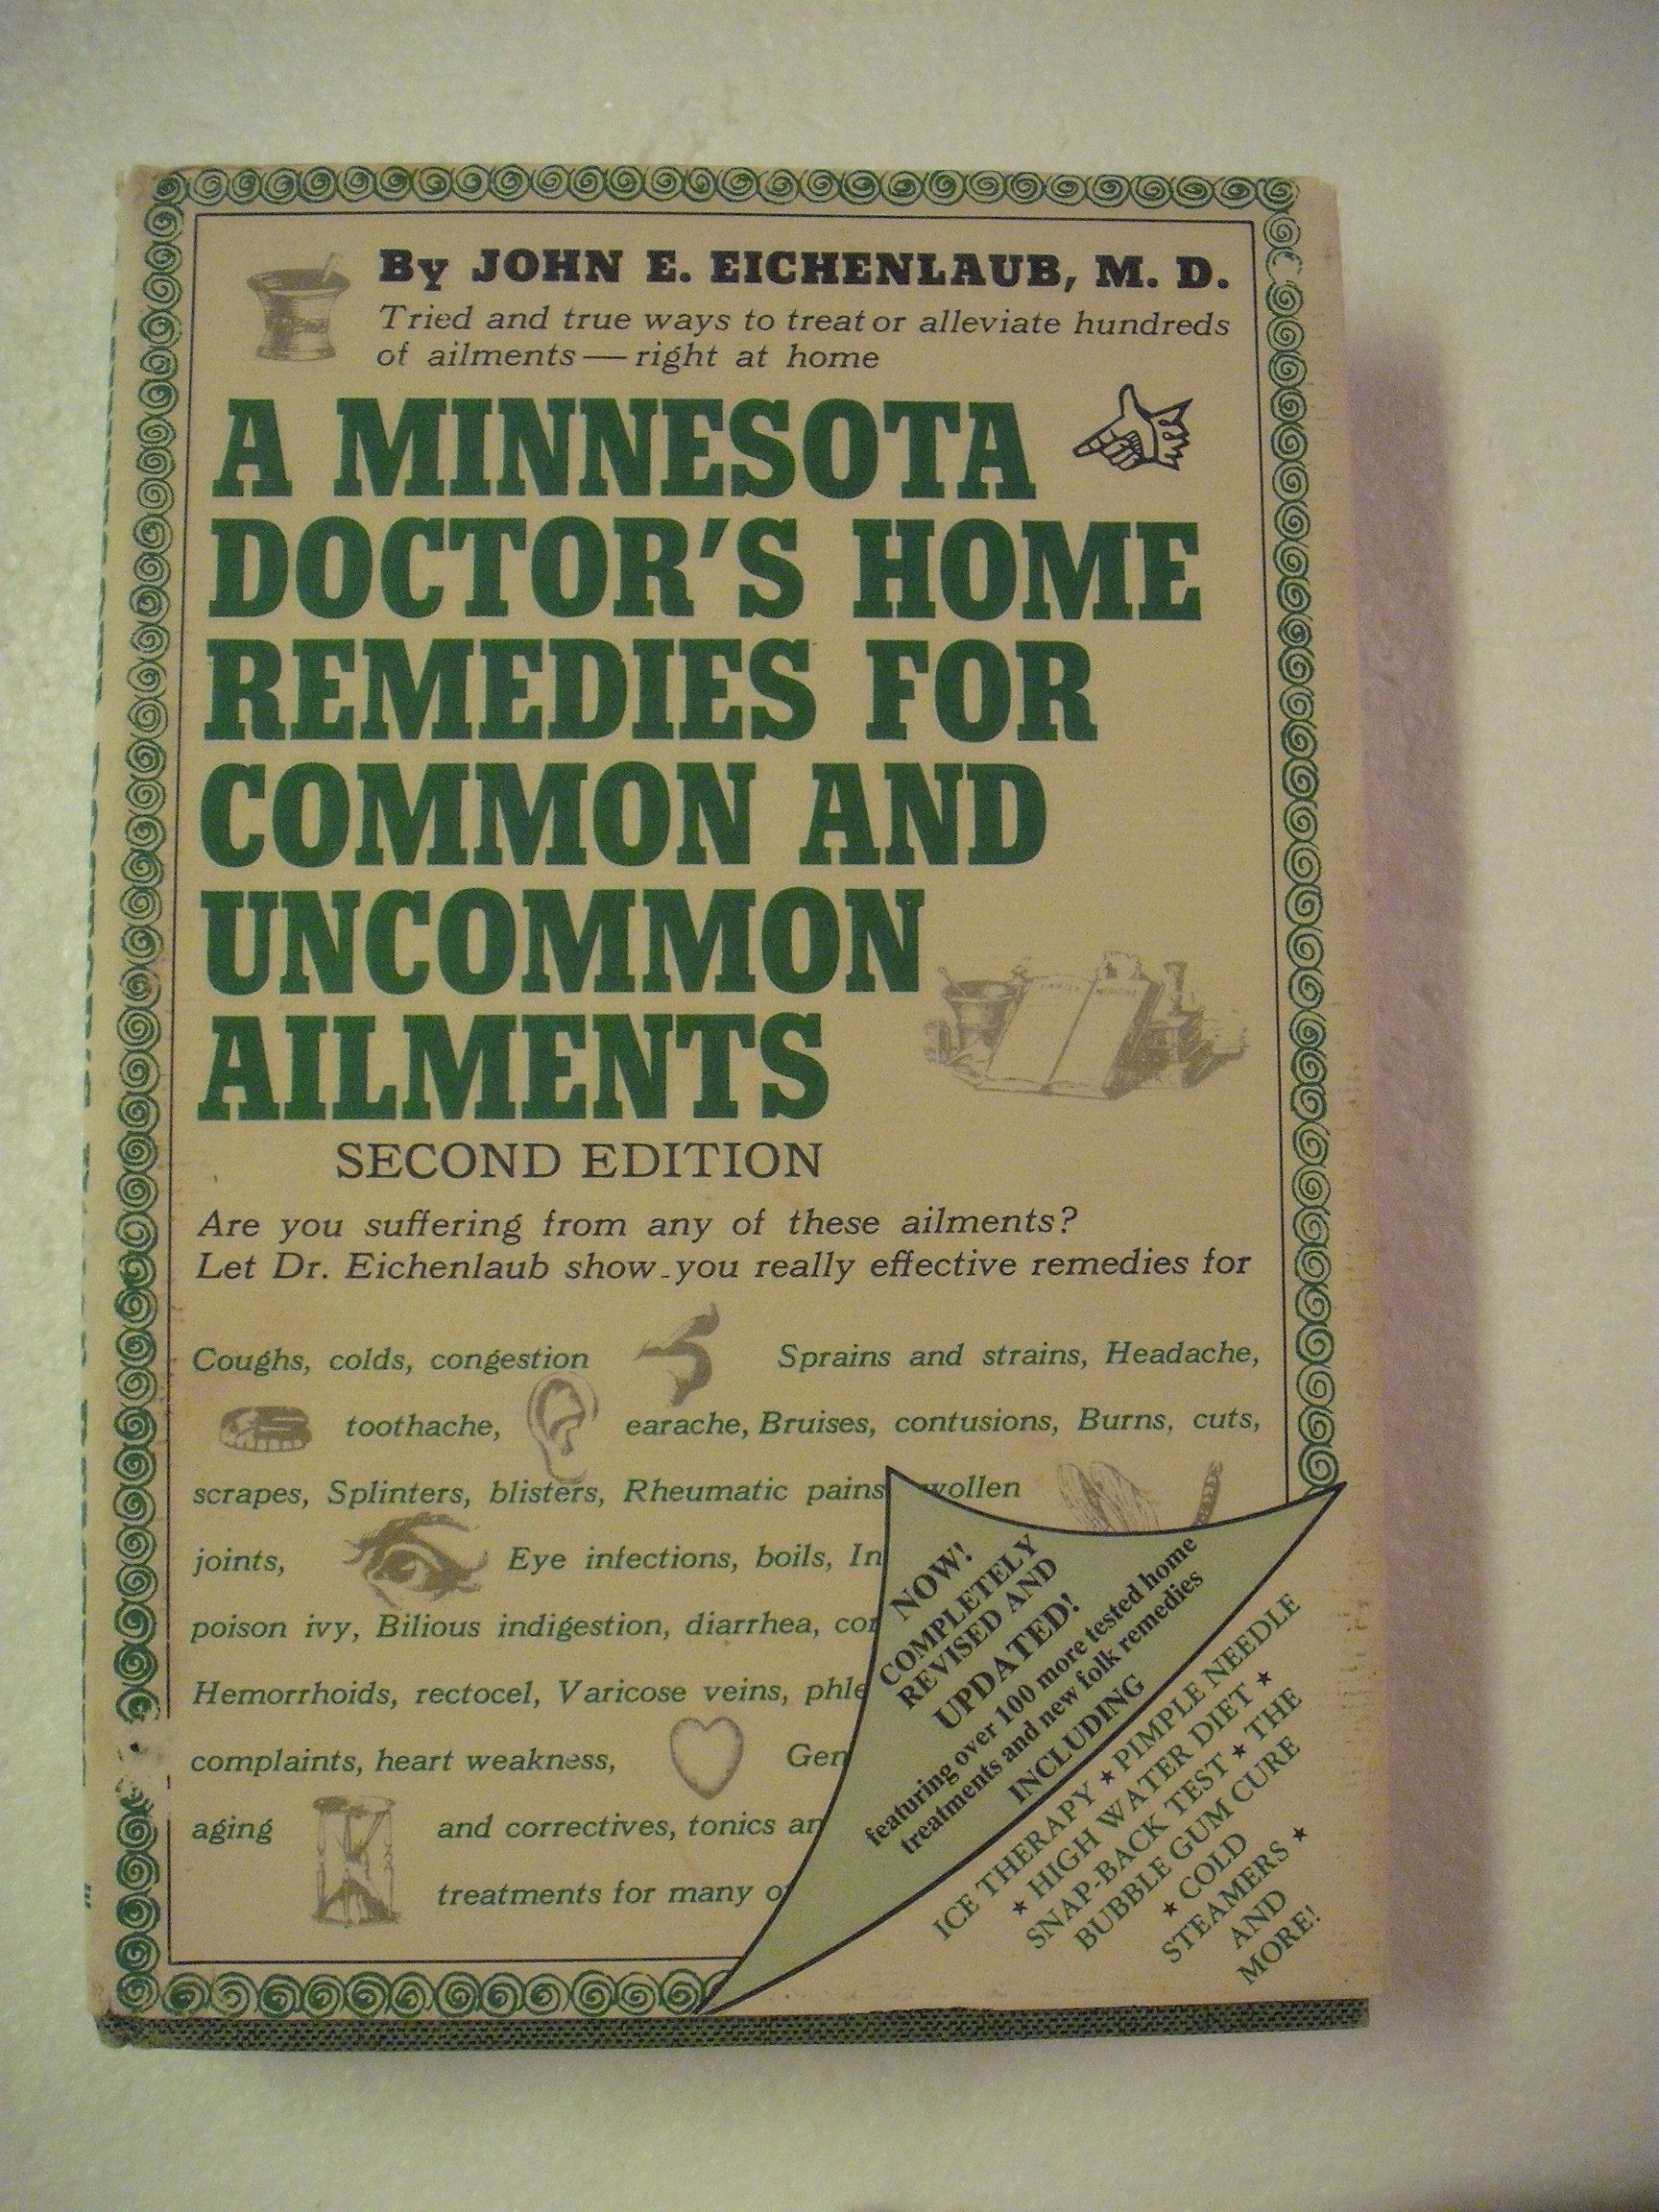 By JOHN E. EICHENLAUB, M. D.
Tried and true ways to treat or alleviate hundreds
of ailments — right at home
A MINNESOTA
DOCTOR'S HOME
REMEDIES FOR
COMMON AND
UNCOMMON
AILMENTS
SECOND EDITION
Are you suffering from any of these ailments?
Let Dr. Eichenlaub show you really effective remedies for
Coughs, colds, congestion Sprains and strains, Headache,
toothache, earache, Bruises, contusions, Burns, cuts,
scrapes, Splinters, blisters, Rheumatic pains wollen
joints, Eye infections, boils, In
poison ivy, Bilious indigestion, diarrhea, con
Hemorrhoids, rectocel, Varicose veins, phle
complaints, heart weakness, Gen
aging and correctives, tonics an
treatments for many o
NOW!
COMPLETELY
REVISED AND
UPDATED!
featuring over 100 more tested home
treatments and new folk remedies
INCLUDING
ICE THERAPY ★ PIMPLE NEEDLE
★ HIGH WATER DIET ★
SNAP-BACK TEST ★ THE
BUBBLE GUM CURE
★ COLD
STEAMERS ★
AND
MORE!